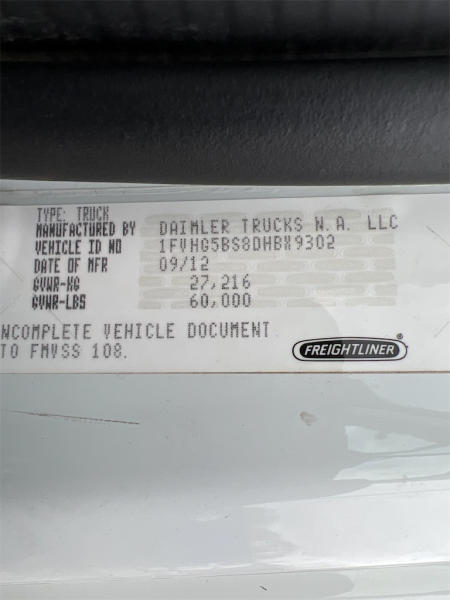 TYPE: TRUCK
MANUFACTURED BY DAIMLER TRUCKS N.A. LLC
VEHICLE ID NO 1FVHG5BS8DHBX9302
DATE OF MFR 09/12
GVWR-KG 27,216
GVWR-LBS 60,000
NCOMPLETE VEHICLE DOCUMENT
TO FMVSS 108.
FREIGHTLINER®